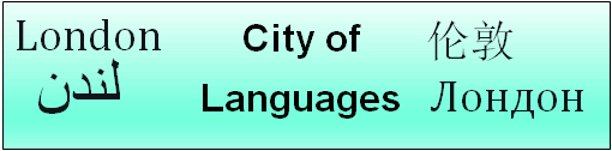 London
لندن
City of
Languages
伦敦
Лондон